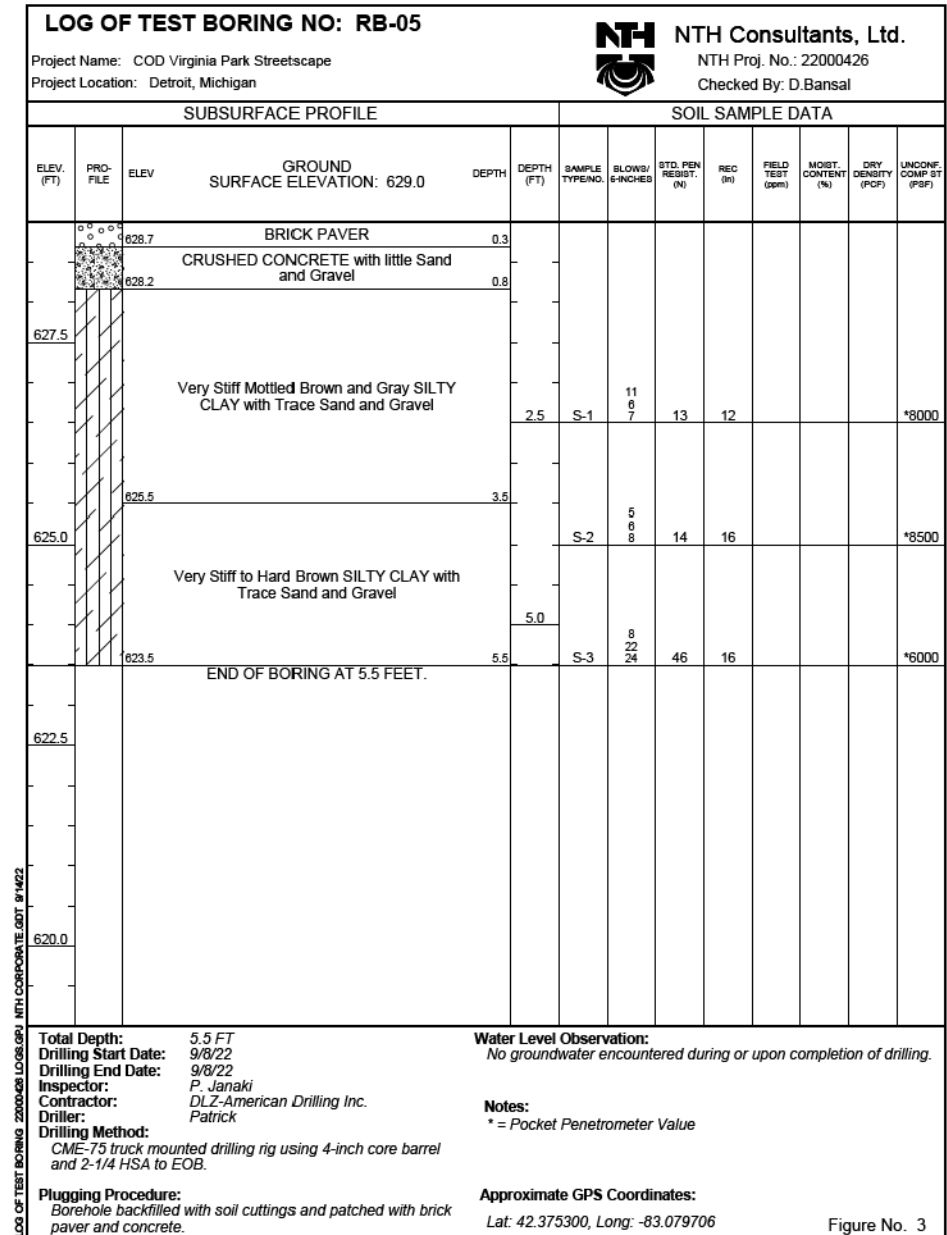 LOG OF TEST BORING NO: RB-05
Project Name: COD Virginia Park Streetscape
Project Location: Detroit, Michigan
NTH
NTH Consultants, Ltd.
NTH Proj. No.: 22000426
Checked By: D.Bansal
SUBSURFACE PROFILE
SOIL SAMPLE DATA
ELEV. (FT)
PRO-FILE
ELEV
GROUND
SURFACE ELEVATION: 629.0
DEPTH
DEPTH (FT)
SAMPLE TYPE/NO.
BLOWS/ 6-INCHES
STD. PEN RESIST. (N)
REC (in)
FIELD TEST (ppm)
MOIST. CONTENT (%)
DRY DENSITY (PCF)
UNCONF. COMP ST (PSF)
628.7 BRICK PAVER 0.3
CRUSHED CONCRETE with little Sand
and Gravel
628.2 0.8
627.5
Very Stiff Mottled Brown and Gray SILTY
CLAY with Trace Sand and Gravel
11
6
2.5 S-1 7 13 12 *8000
625.5 3.5
5
6
625.0 S-2 8 14 16 *8500
Very Stiff to Hard Brown SILTY CLAY with
Trace Sand and Gravel
5.0
8
22
623.5 5.5 S-3 24 46 16 *6000
END OF BORING AT 5.5 FEET.
622.5
620.0
LOG OF TEST BORING 22000426 LOGS.GPJ NTH CORPORATE.GDT 9/14/22
Total Depth: 5.5 FT
Drilling Start Date: 9/8/22
Drilling End Date: 9/8/22
Inspector: P. Janaki
Contractor: DLZ-American Drilling Inc.
Driller: Patrick
Drilling Method:
CME-75 truck mounted drilling rig using 4-inch core barrel
and 2-1/4 HSA to EOB.
Plugging Procedure:
Borehole backfilled with soil cuttings and patched with brick
paver and concrete.
Water Level Observation:
No groundwater encountered during or upon completion of drilling.
Notes:
* = Pocket Penetrometer Value
Approximate GPS Coordinates:
Lat: 42.375300, Long: -83.079706
Figure No. 3